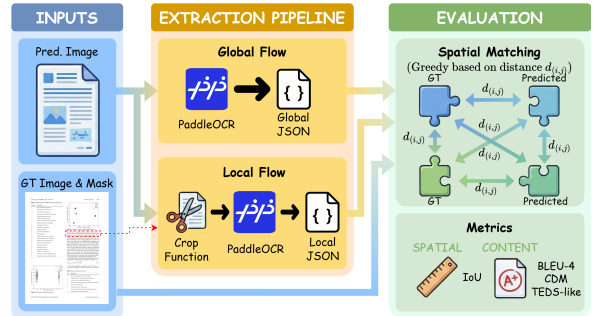 INPUTS
Pred. Image
GT Image & Mask
EXTRACTION PIPELINE
Global Flow
PaddleOCR
Global
JSON
Local Flow
Crop
Function
PaddleOCR
Local
JSON
EVALUATION
Spatial Matching
(Greedy based on distance d(i,j))
GT
Predicted
d(i,j)
d(i,j)
d(i,j)
d(i,j)
d(i,j)
d(i,j)
GT
Predicted
Metrics
SPATIAL
IoU
CONTENT
A+
BLEU-4
CDM
TEDS-like